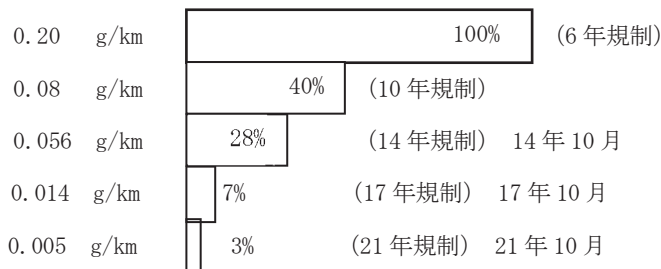 0.20 g/km 100% (6年規制)
0.08 g/km 40% (10年規制)
0.056 g/km 28% (14年規制) 14年10月
0.014 g/km 7% (17年規制) 17年10月
0.005 g/km 3% (21年規制) 21年10月